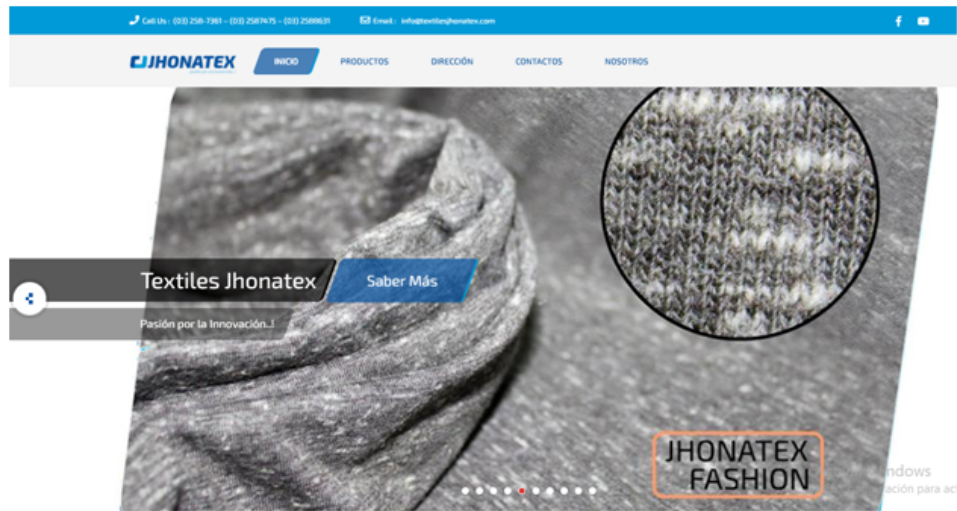 Call Us : (03) 258-7361 – (03) 2587475 – (03) 2588631 Email : info@textilesjhonatex.com
JHONATEX INICIO PRODUCTOS DIRECCIÓN CONTACTOS NOSOTROS
Textiles Jhonatex Saber Más
Pasión por la Innovación..!
JHONATEX
FASHION
ndows
ación para act